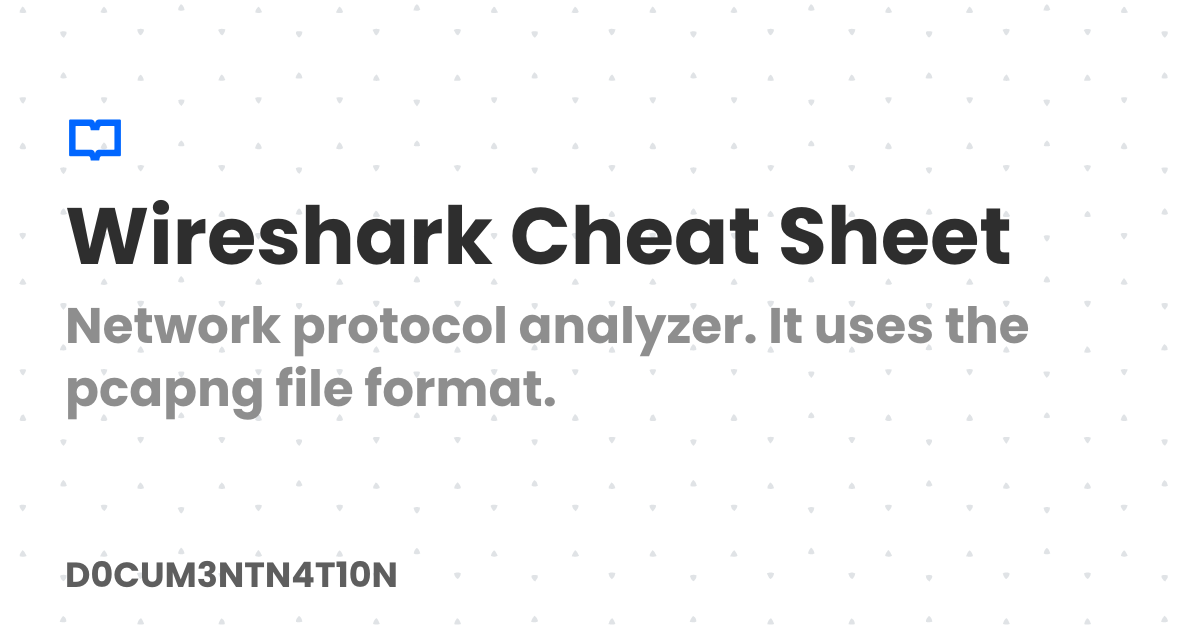 Wireshark Cheat Sheet
Network protocol analyzer. It uses the
pcapng file format.
D0CUM3NTN4T10N